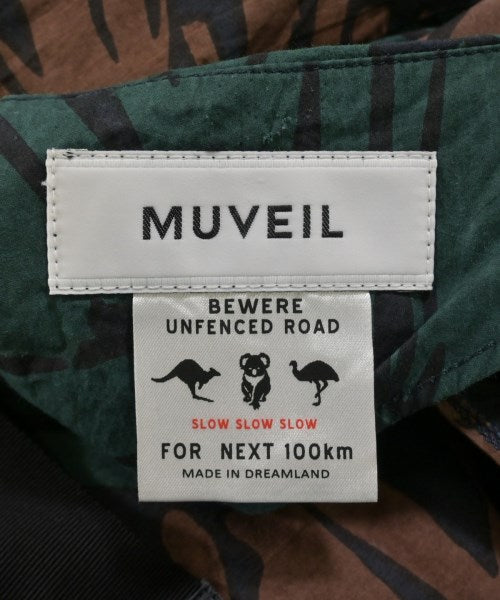 MUVEIL
BEWERE
UNFENCED ROAD
SLOW SLOW SLOW
FOR NEXT 100km
MADE IN DREAMLAND